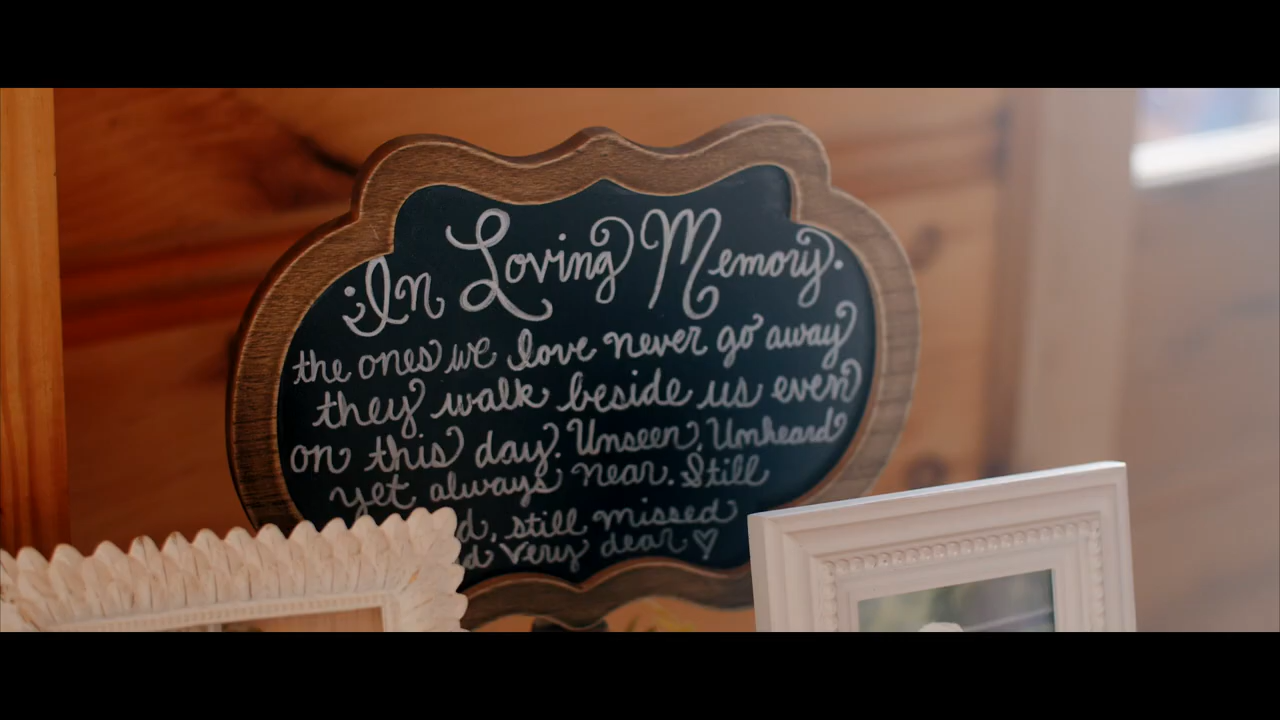 In Loving Memory.
the ones we love never go away
they walk beside us even
on this day. Unseen, Unheard
yet always near. Still
still missed
very dear ♡